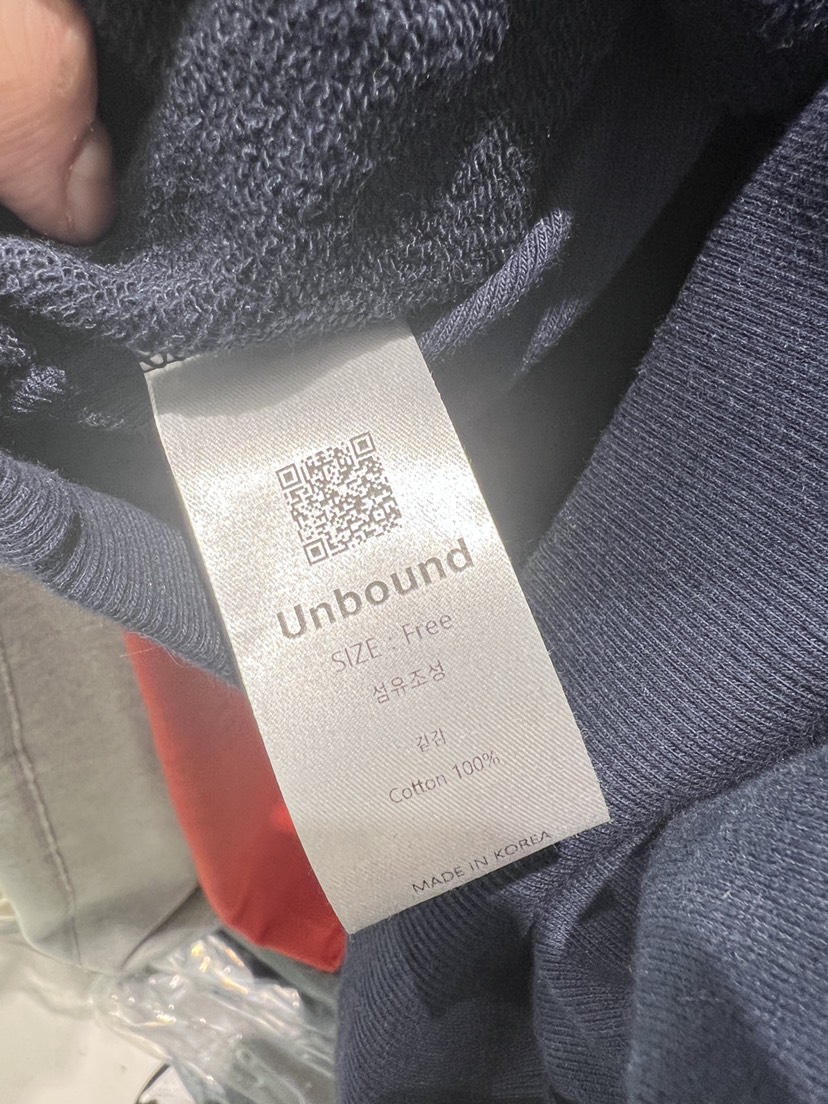 Unbound
SIZE : Free
섬유조성
겉감
Cotton 100%
MADE IN KOREA